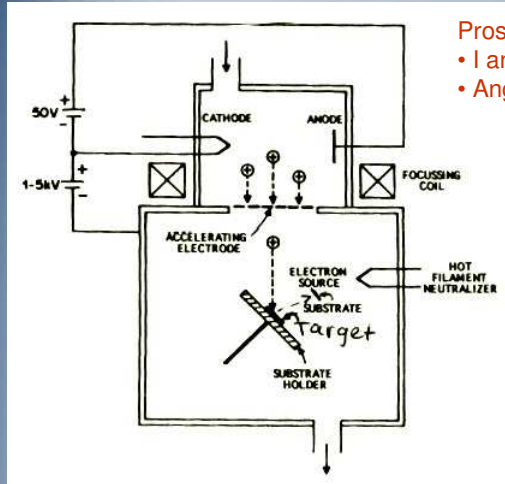 Pros
• I ar
• Ang
+
50V
-
+
1-5kV
-
CATHODE
ANODE
FOCUSSING
COIL
ACCELERATING
ELECTRODE
ELECTRON
SOURCE
HOT
FILAMENT
NEUTRALIZER
?
SUBSTRATE
Target
SUBSTRATE
HOLDER